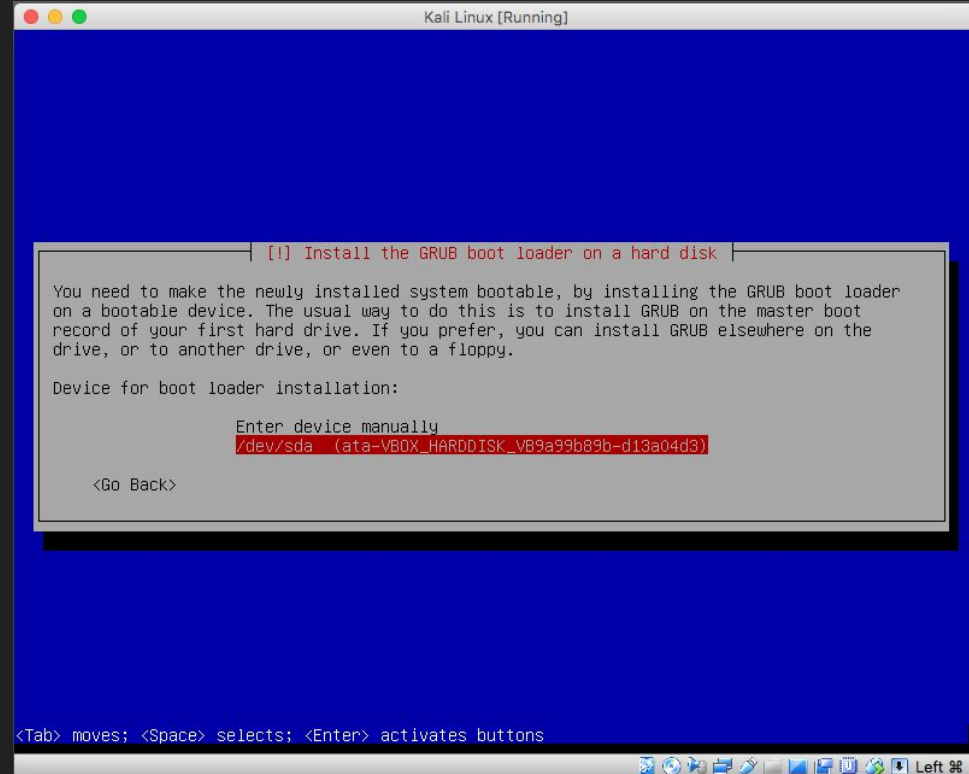 Kali Linux [Running]
[!] Install the GRUB boot loader on a hard disk
You need to make the newly installed system bootable, by installing the GRUB boot loader
on a bootable device. The usual way to do this is to install GRUB on the master boot
record of your first hard drive. If you prefer, you can install GRUB elsewhere on the
drive, or to another drive, or even to a floppy.
Device for boot loader installation:
Enter device manually
/dev/sda  (ata-VBOX_HARDDISK_VB9a99b89b-d13a04d3)
<Go Back>
<Tab> moves; <Space> selects; <Enter> activates buttons
Left ⌘